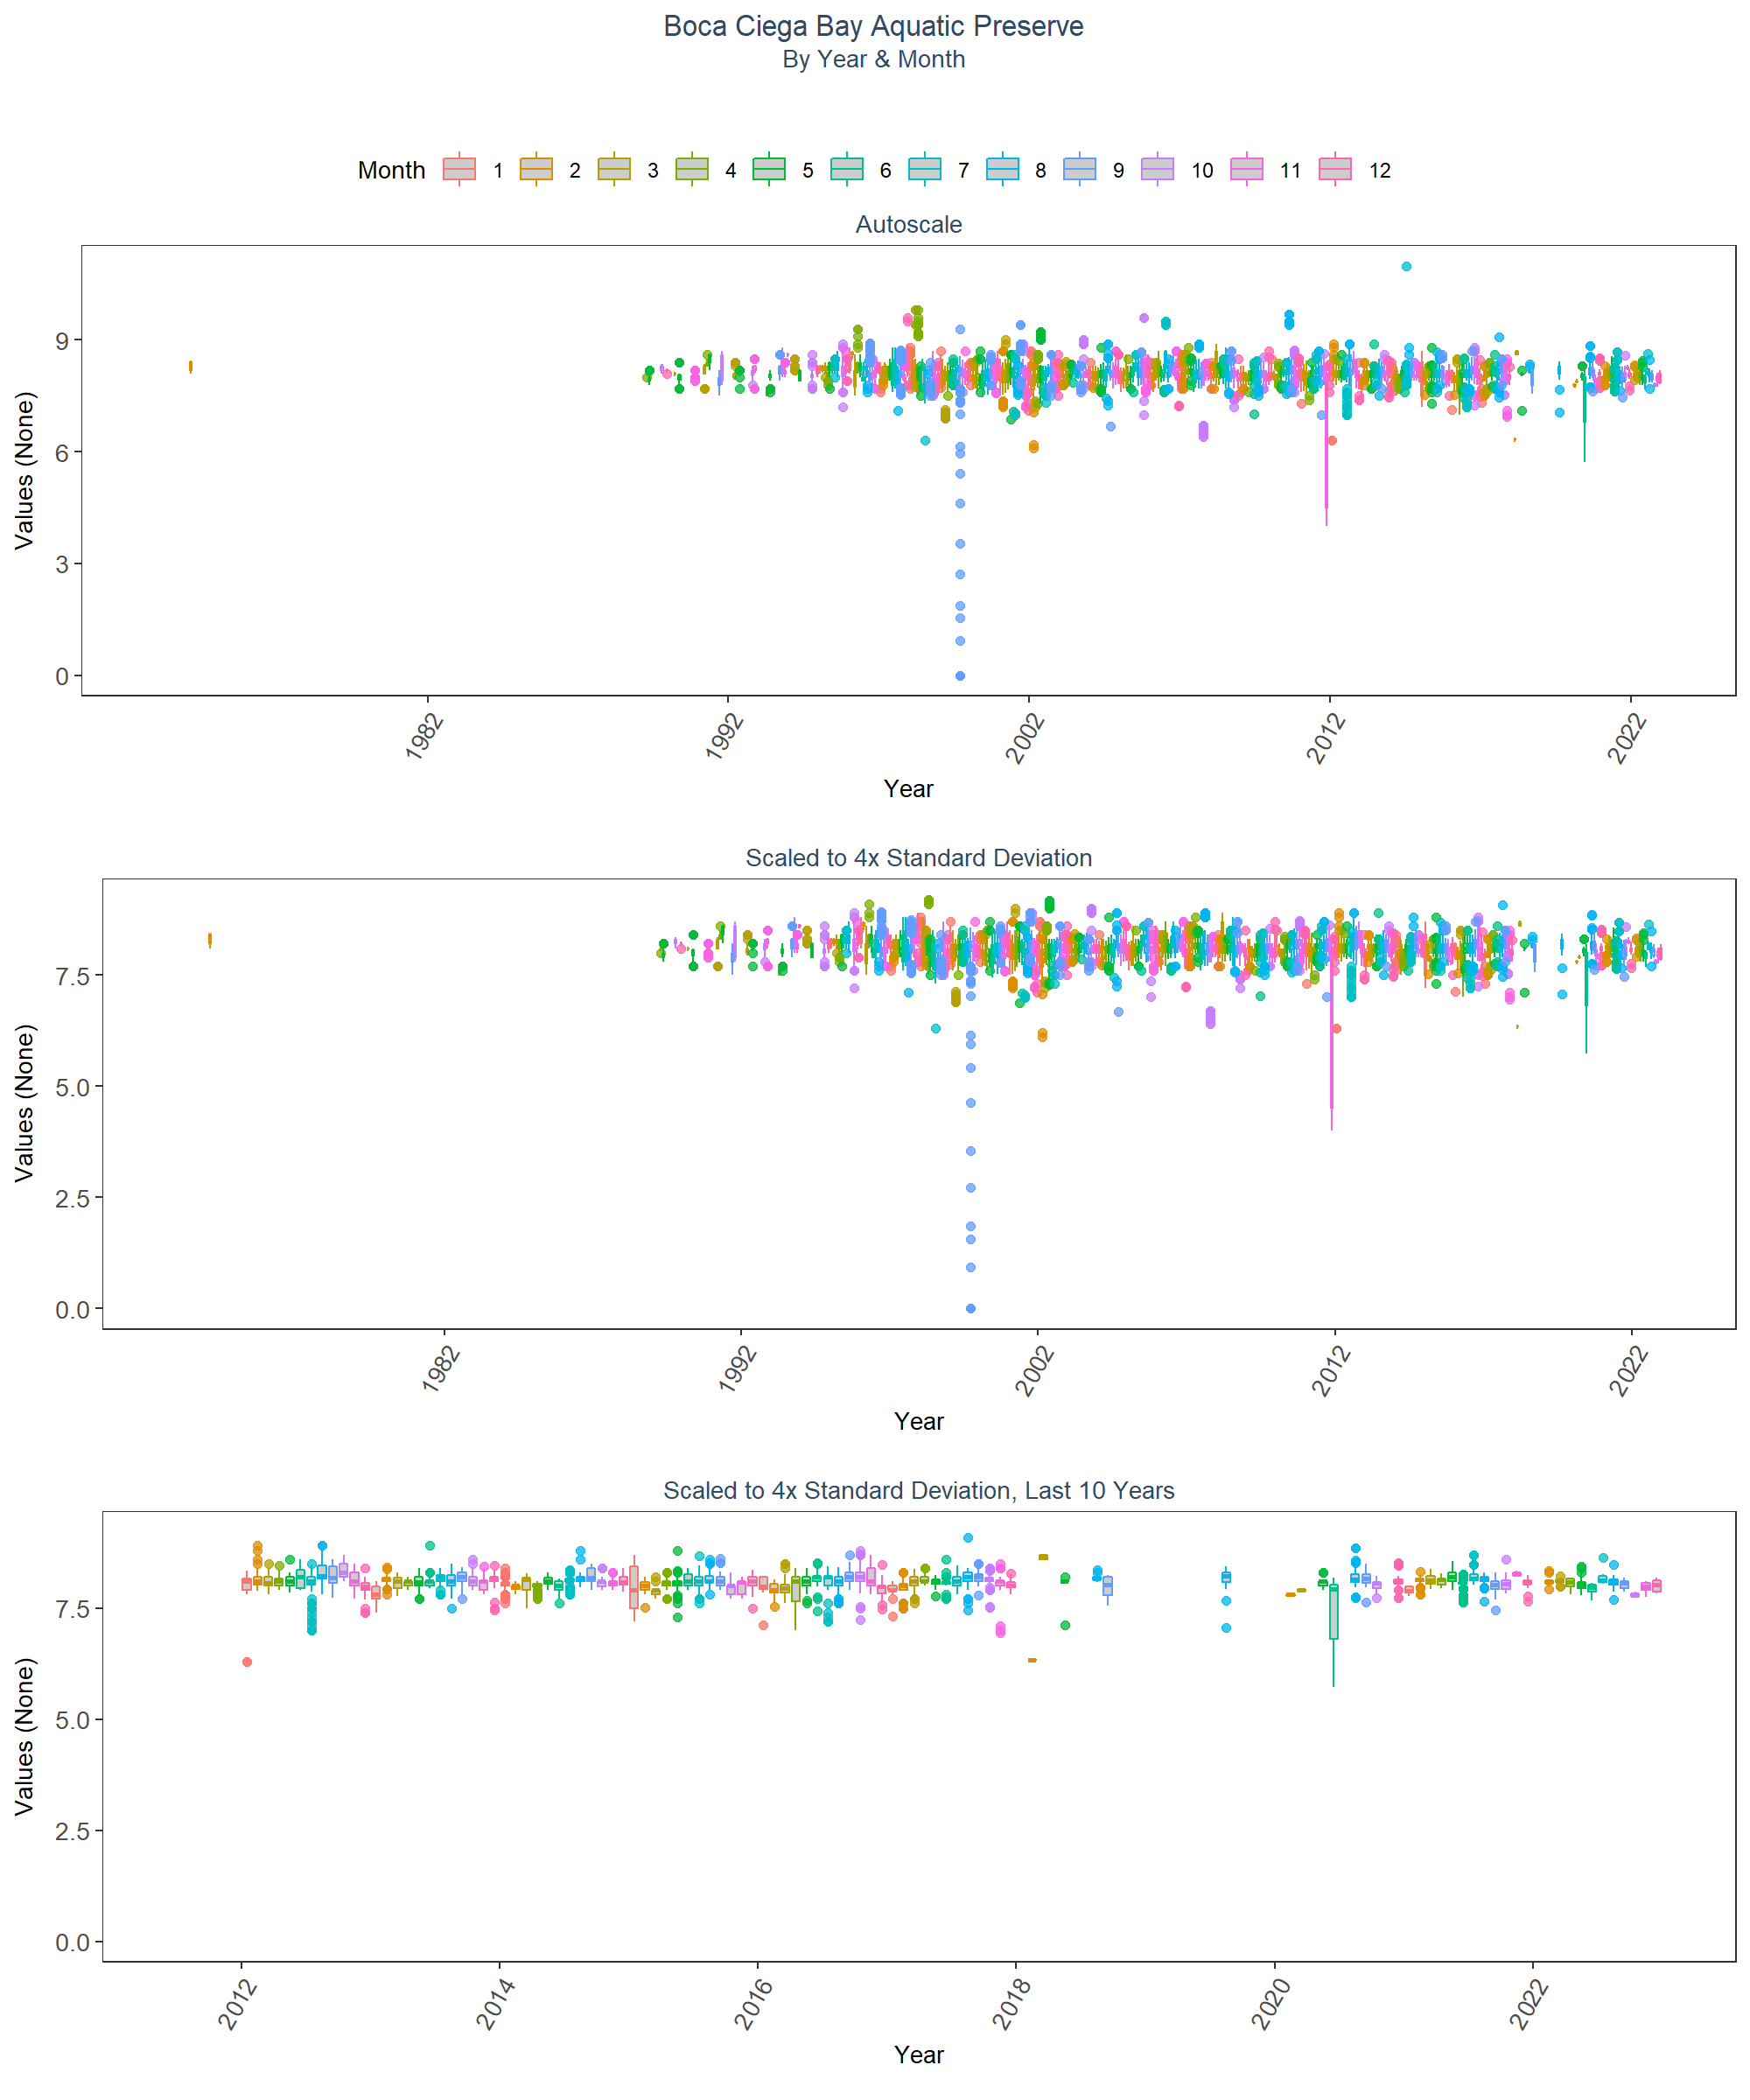 Boca Ciega Bay Aquatic Preserve
By Year & Month
Month 1 2 3 4 5 6 7 8 9 10 11 12
Autoscale
Values (None)
9
6
3
0
1982 1992 2002 2012 2022
Year
Scaled to 4x Standard Deviation
Values (None)
7.5
5.0
2.5
0.0
1982 1992 2002 2012 2022
Year
Scaled to 4x Standard Deviation, Last 10 Years
Values (None)
7.5
5.0
2.5
0.0
2012 2014 2016 2018 2020 2022
Year